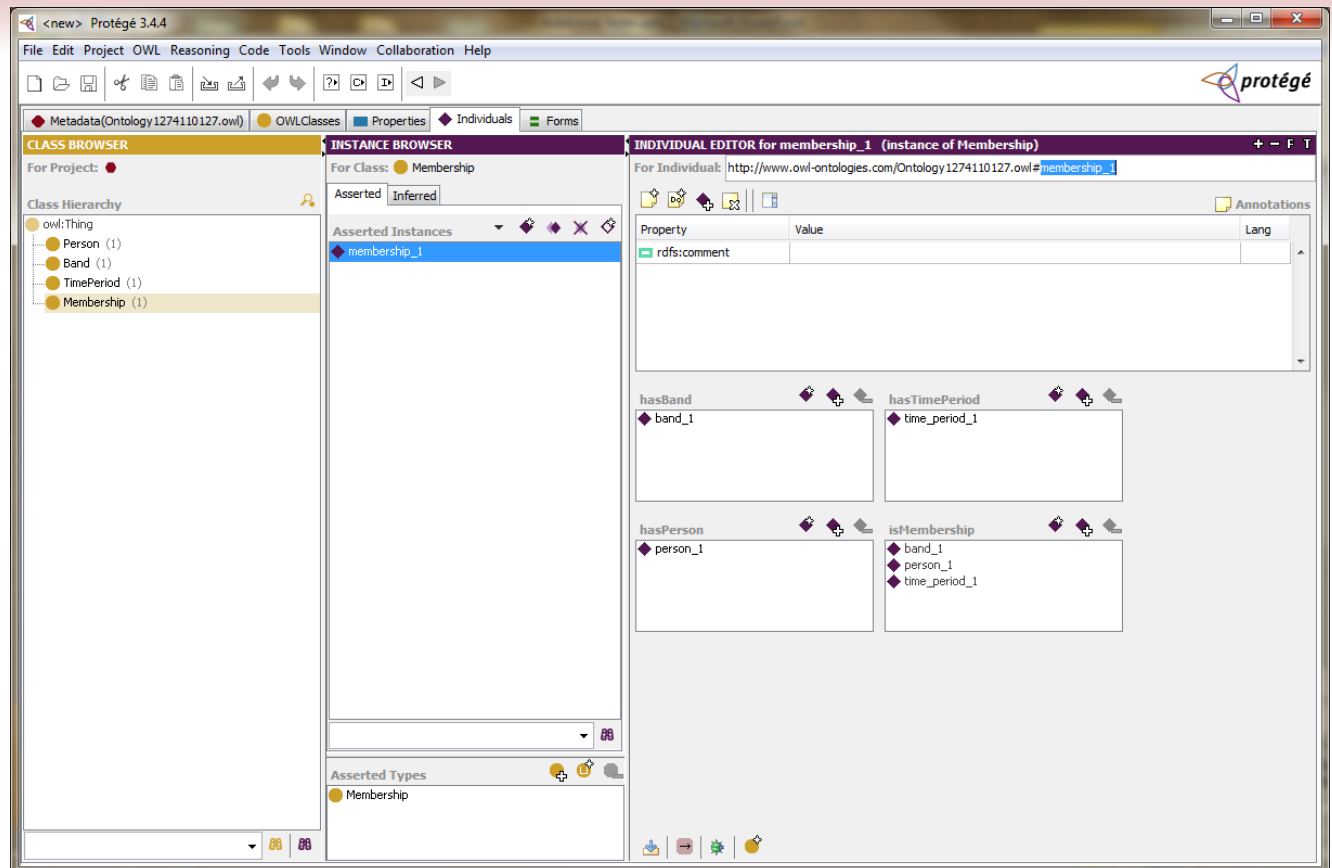 <new> Protégé 3.4.4
File Edit Project OWL Reasoning Code Tools Window Collaboration Help
protégé
Metadata(Ontology1274110127.owl) OWLClasses Properties Individuals Forms
CLASS BROWSER
For Project:
Class Hierarchy
owl:Thing
Person (1)
Band (1)
TimePeriod (1)
Membership (1)
INSTANCE BROWSER
For Class: Membership
Asserted Inferred
Asserted Instances
membership_1
Asserted Types
Membership
INDIVIDUAL EDITOR for membership_1 (instance of Membership) + − F T
For Individual: http://www.owl-ontologies.com/Ontology1274110127.owl#membership_1
Annotations
Property Value Lang
rdfs:comment
hasBand
band_1
hasTimePeriod
time_period_1
hasPerson
person_1
isMembership
band_1
person_1
time_period_1